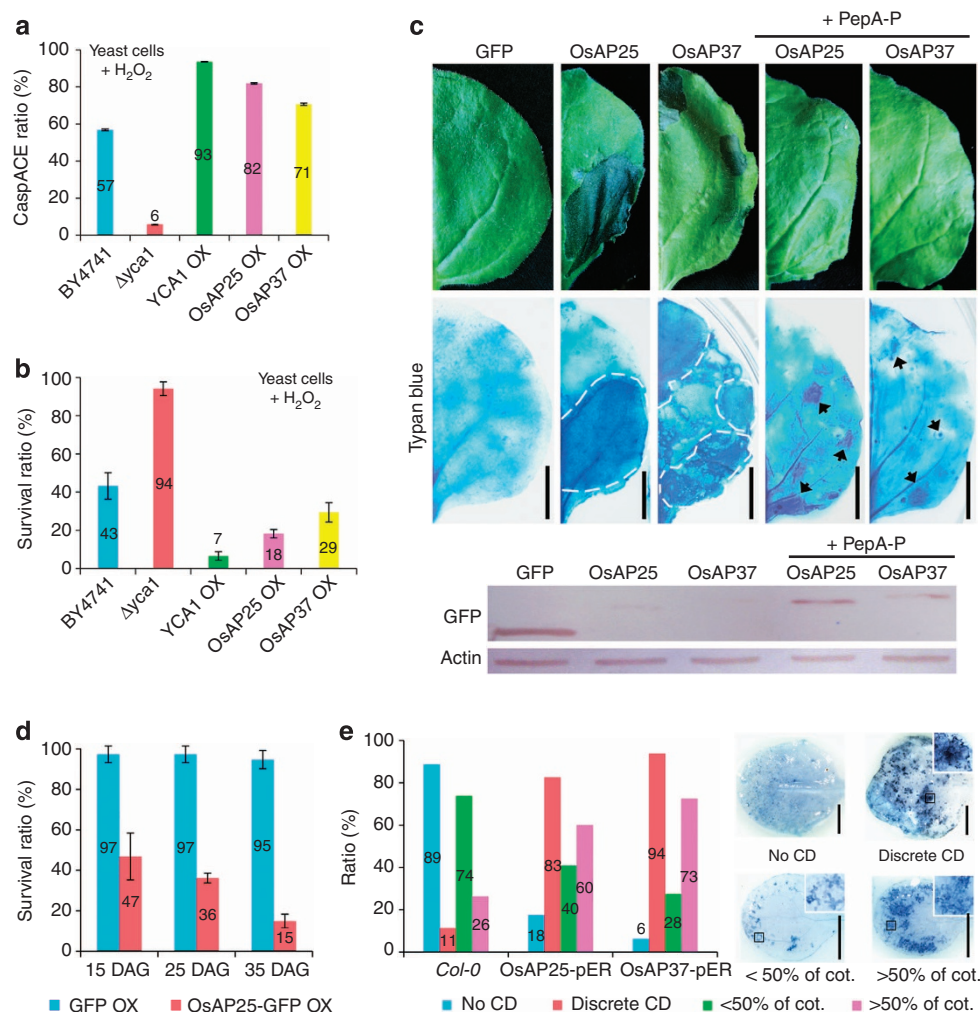 a
Yeast cells
+ H₂O₂
CaspACE ratio (%)
100
80
60
40
20
0
57
6
93
82
71
BY4741
Δyca1
YCA1 OX
OsAP25 OX
OsAP37 OX
b
Yeast cells
+ H₂O₂
Survival ratio (%)
100
80
60
40
20
0
43
94
7
18
29
BY4741
Δyca1
YCA1 OX
OsAP25 OX
OsAP37 OX
c
+ PepA-P
GFP
OsAP25
OsAP37
OsAP25
OsAP37
Typan blue
+ PepA-P
GFP
OsAP25
OsAP37
OsAP25
OsAP37
GFP
Actin
d
Survival ratio (%)
100
80
60
40
20
0
97
47
97
36
95
15
15 DAG
25 DAG
35 DAG
GFP OX
OsAP25-GFP OX
e
Ratio (%)
100
80
60
40
20
0
89
11
74
26
18
83
40
60
6
94
28
73
Col-0
OsAP25-pER
OsAP37-pER
No CD
Discrete CD
<50% of cot.
>50% of cot.
No CD
Discrete CD
< 50% of cot.
>50% of cot.